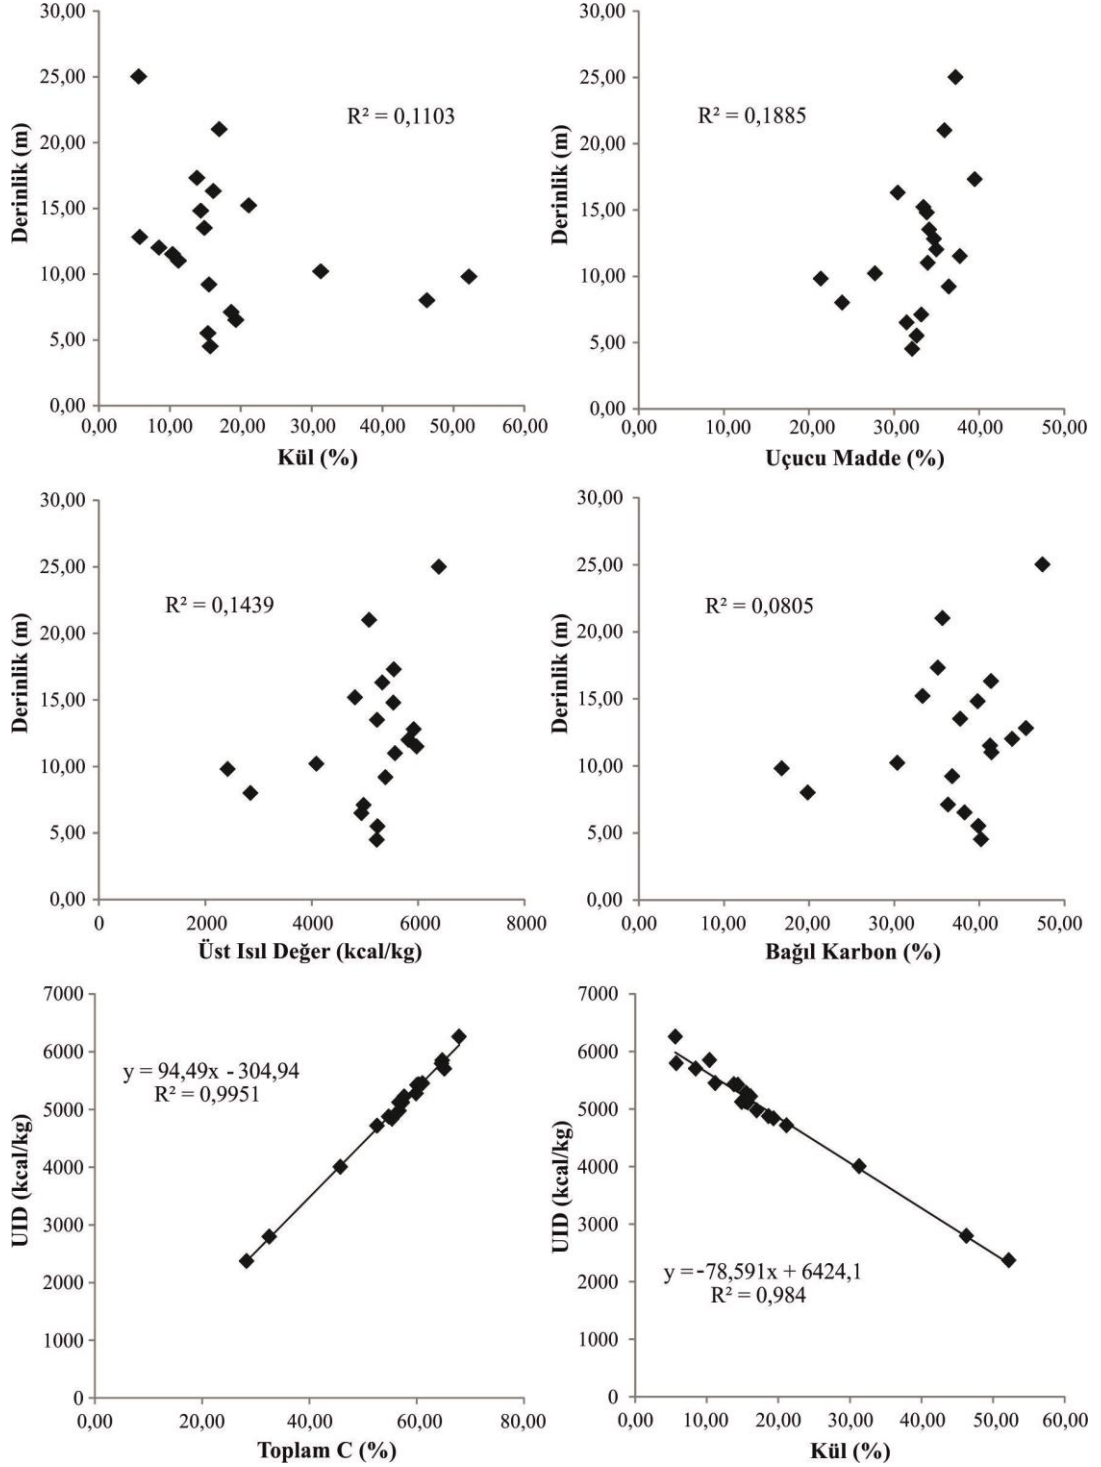 30,00
25,00
20,00
15,00
10,00
5,00
0,00
Derinlik (m)
R² = 0,1103
0,00 10,00 20,00 30,00 40,00 50,00 60,00
Kül (%)
30,00
25,00
20,00
15,00
10,00
5,00
0,00
Derinlik (m)
R² = 0,1885
0,00 10,00 20,00 30,00 40,00 50,00
Uçucu Madde (%)
30,00
25,00
20,00
15,00
10,00
5,00
0,00
Derinlik (m)
R² = 0,1439
0 2000 4000 6000 8000
Üst Isıl Değer (kcal/kg)
30,00
25,00
20,00
15,00
10,00
5,00
0,00
Derinlik (m)
R² = 0,0805
0,00 10,00 20,00 30,00 40,00 50,00
Bağıl Karbon (%)
7000
6000
5000
4000
3000
2000
1000
0
UID (kcal/kg)
y = 94,49x - 304,94
R² = 0,9951
0,00 20,00 40,00 60,00 80,00
Toplam C (%)
7000
6000
5000
4000
3000
2000
1000
0
UID (kcal/kg)
y =-78,591x + 6424,1
R² = 0,984
0,00 10,00 20,00 30,00 40,00 50,00 60,00
Kül (%)